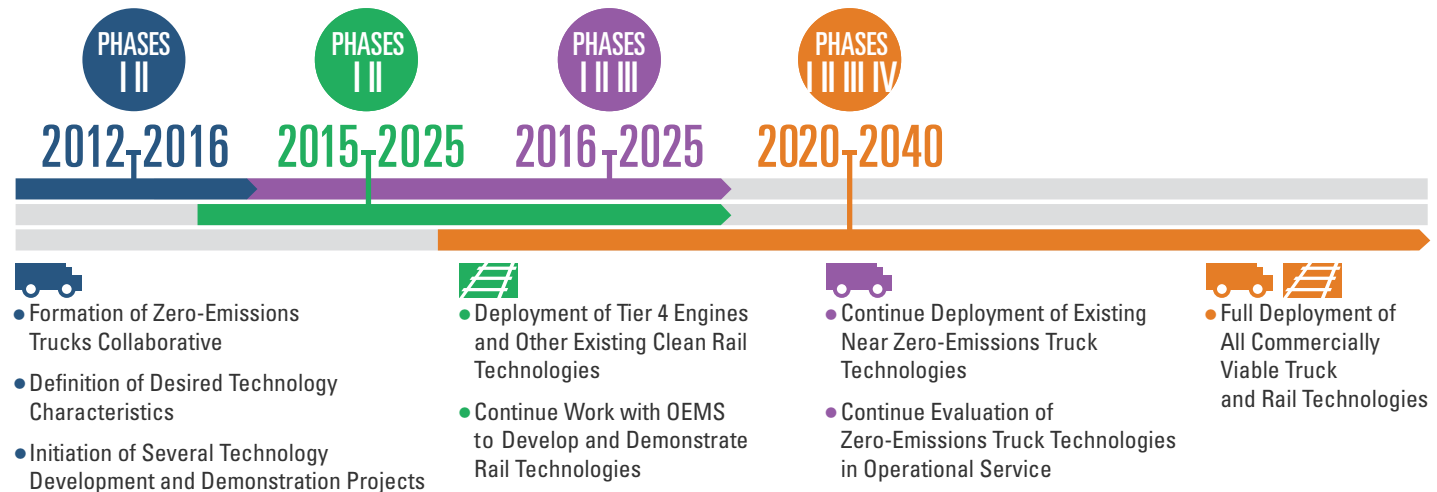 PHASES
I II
2012-2016
PHASES
I II
2015-2025
PHASES
I II III
2016-2025
PHASES
I II III IV
2020-2040
• Formation of Zero-Emissions
Trucks Collaborative
• Definition of Desired Technology
Characteristics
• Initiation of Several Technology
Development and Demonstration Projects
• Deployment of Tier 4 Engines
and Other Existing Clean Rail
Technologies
• Continue Work with OEMS
to Develop and Demonstrate
Rail Technologies
• Continue Deployment of Existing
Near Zero-Emissions Truck
Technologies
• Continue Evaluation of
Zero-Emissions Truck Technologies
in Operational Service
• Full Deployment of
All Commercially
Viable Truck
and Rail Technologies